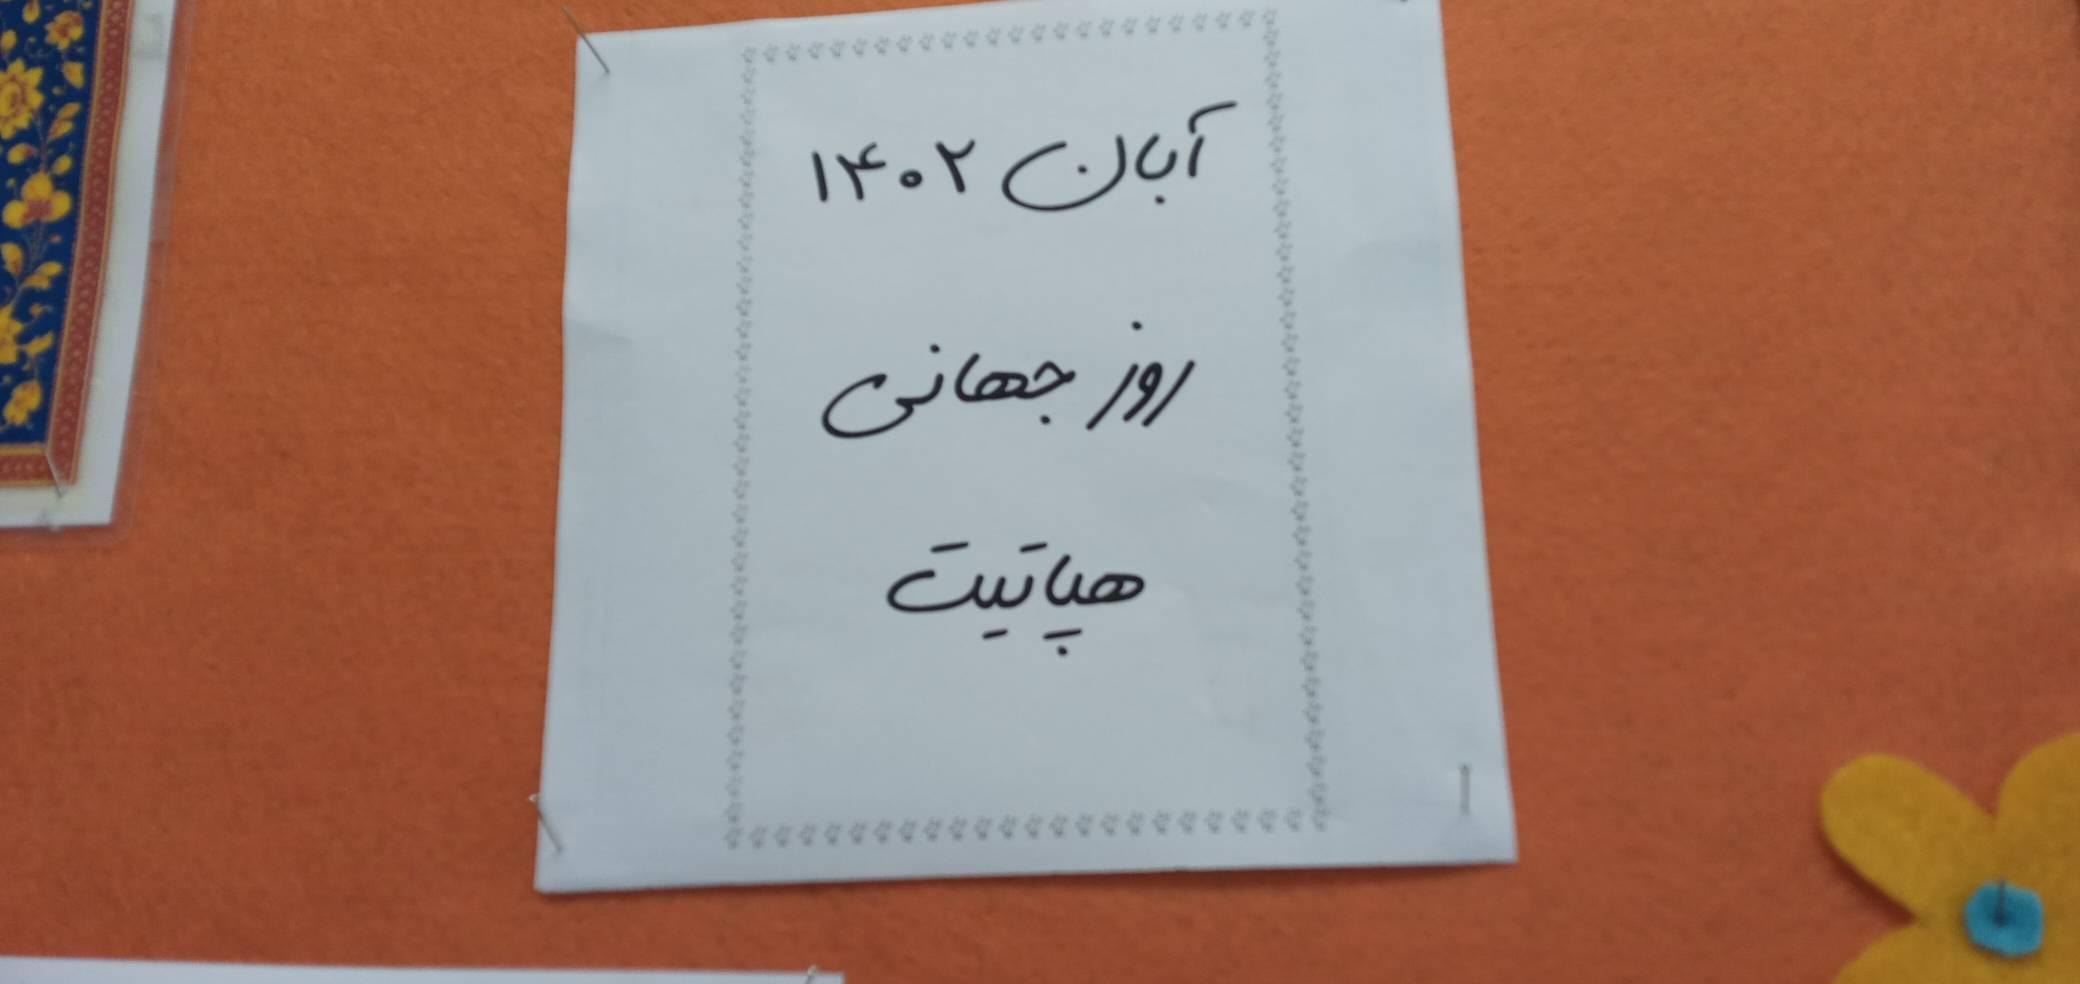 آبان ۱۴۰۲
روز جهانی
هپاتیت